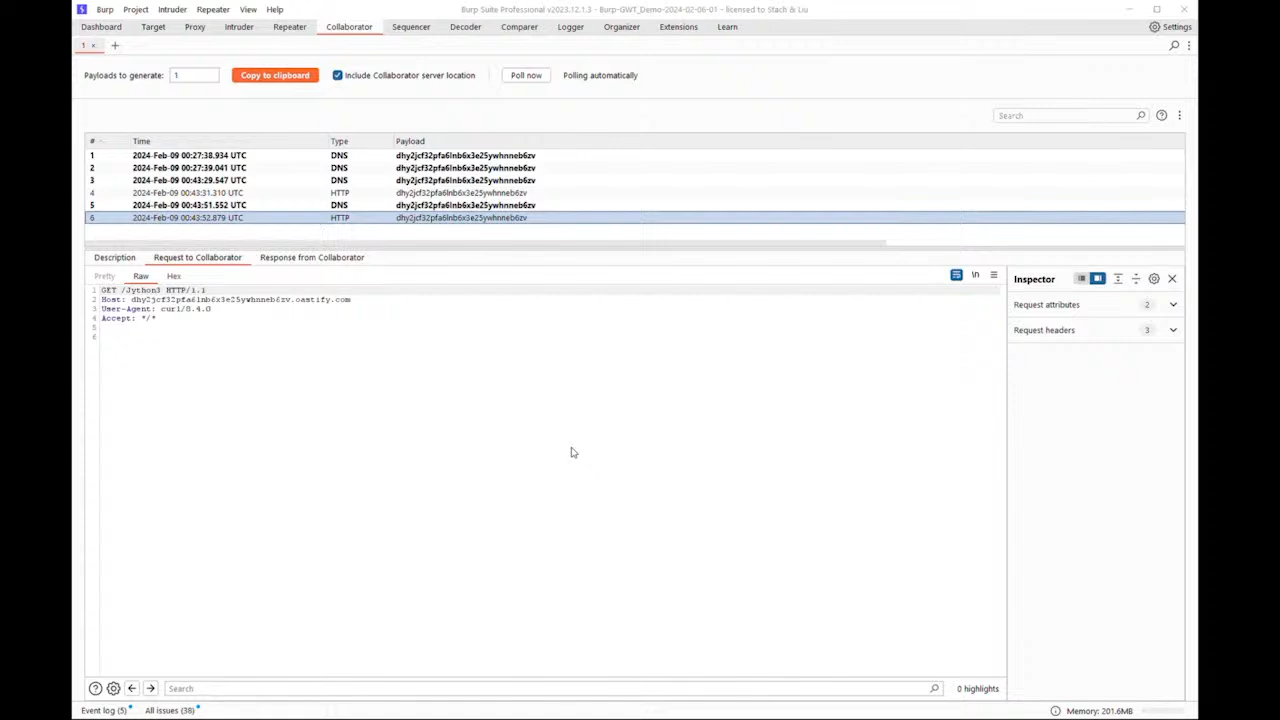 Burp Project Intruder Repeater View Help Burp Suite Professional v2023.12.1.3 - Burp-GWT_Demo-2024-02-06-01 - licensed to Stach & Liu
Dashboard Target Proxy Intruder Repeater Collaborator Sequencer Decoder Comparer Logger Organizer Extensions Learn Settings
1 × +
Payloads to generate: 1 Copy to clipboard Include Collaborator server location Poll now Polling automatically
Search
# Time Type Payload
1 2024-Feb-09 00:27:38.934 UTC DNS dhy2jcf32pfa6lnb6x3e25ywhnneb6zv
2 2024-Feb-09 00:27:39.041 UTC DNS dhy2jcf32pfa6lnb6x3e25ywhnneb6zv
3 2024-Feb-09 00:43:29.547 UTC DNS dhy2jcf32pfa6lnb6x3e25ywhnneb6zv
4 2024-Feb-09 00:43:31.310 UTC HTTP dhy2jcf32pfa6lnb6x3e25ywhnneb6zv
5 2024-Feb-09 00:43:51.552 UTC DNS dhy2jcf32pfa6lnb6x3e25ywhnneb6zv
6 2024-Feb-09 00:43:52.879 UTC HTTP dhy2jcf32pfa6lnb6x3e25ywhnneb6zv
Description Request to Collaborator Response from Collaborator
Pretty Raw Hex \n
Inspector
1 GET /Jython3 HTTP/1.1
2 Host: dhy2jcf32pfa6lnb6x3e25ywhnneb6zv.oastify.com
3 User-Agent: curl/8.4.0
4 Accept: */*
5
6
Request attributes 2
Request headers 3
Search 0 highlights
Event log (5) All issues (38) Memory: 201.6MB